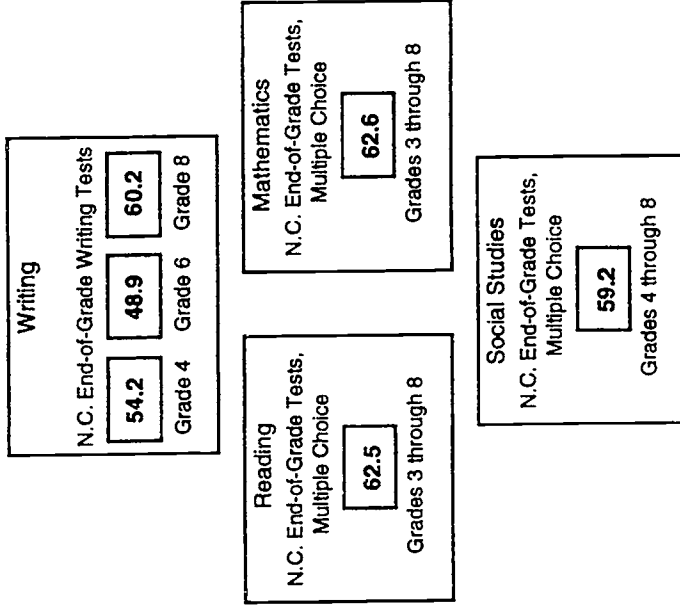 Writing
N.C. End-of-Grade Writing Tests
54.2 48.9 60.2
Grade 4 Grade 6 Grade 8
Reading
N.C. End-of-Grade Tests,
Multiple Choice
62.5
Grades 3 through 8
Mathematics
N.C. End-of-Grade Tests,
Multiple Choice
62.6
Grades 3 through 8
Social Studies
N.C. End-of-Grade Tests,
Multiple Choice
59.2
Grades 4 through 8